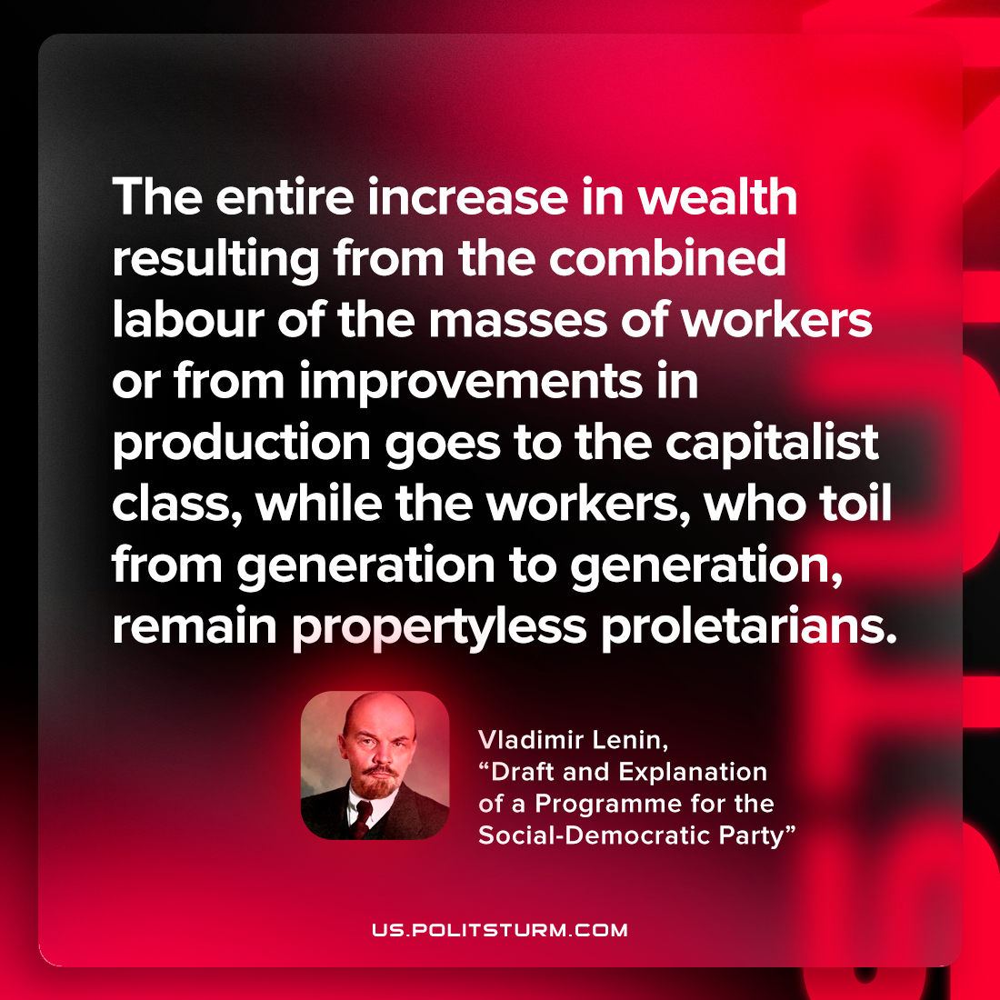 The entire increase in wealth
resulting from the combined
labour of the masses of workers
or from improvements in
production goes to the capitalist
class, while the workers, who toil
from generation to generation,
remain propertyless proletarians.
Vladimir Lenin,
“Draft and Explanation
of a Programme for the
Social-Democratic Party”
US.POLITSTURM.COM